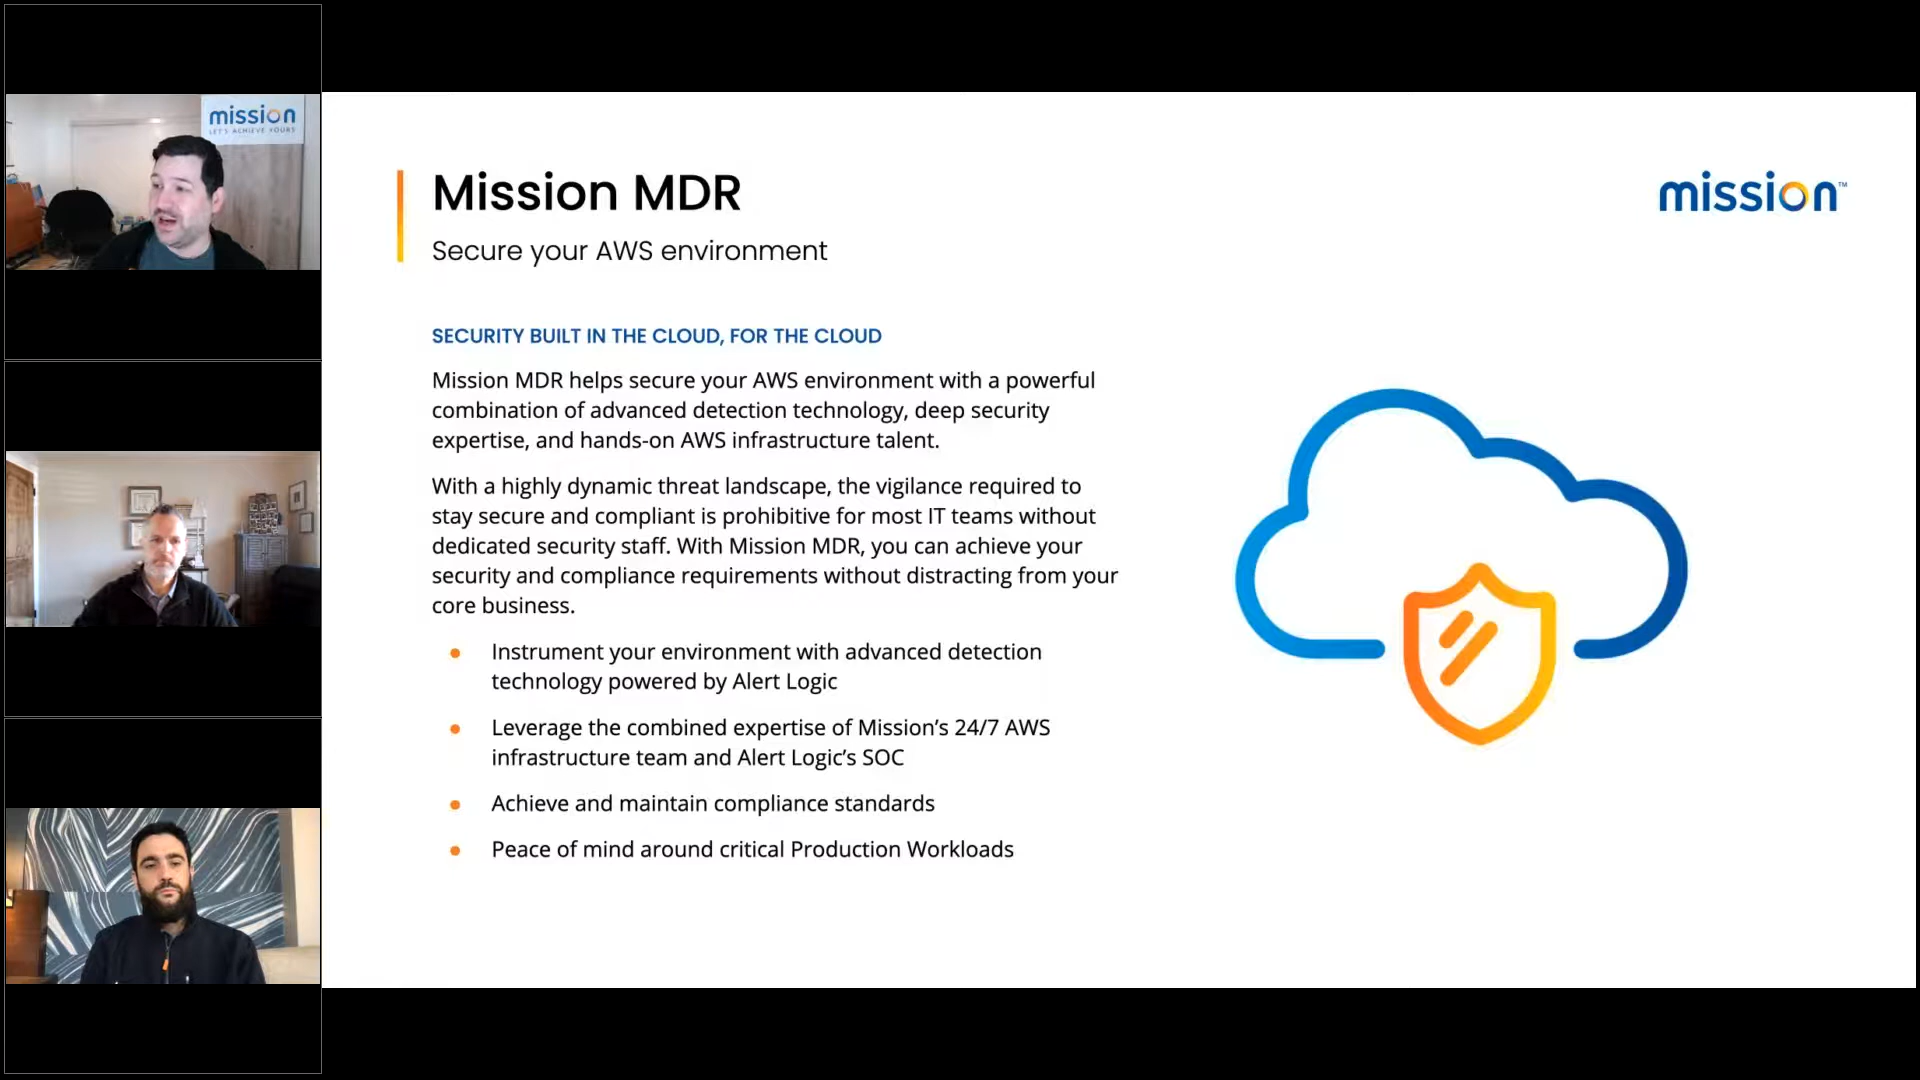 mission
LET'S ACHIEVE YOURS
Mission MDR
Secure your AWS environment
mission™
SECURITY BUILT IN THE CLOUD, FOR THE CLOUD
Mission MDR helps secure your AWS environment with a powerful
combination of advanced detection technology, deep security
expertise, and hands-on AWS infrastructure talent.
With a highly dynamic threat landscape, the vigilance required to
stay secure and compliant is prohibitive for most IT teams without
dedicated security staff. With Mission MDR, you can achieve your
security and compliance requirements without distracting from your
core business.
• Instrument your environment with advanced detection
technology powered by Alert Logic
• Leverage the combined expertise of Mission’s 24/7 AWS
infrastructure team and Alert Logic’s SOC
• Achieve and maintain compliance standards
• Peace of mind around critical Production Workloads